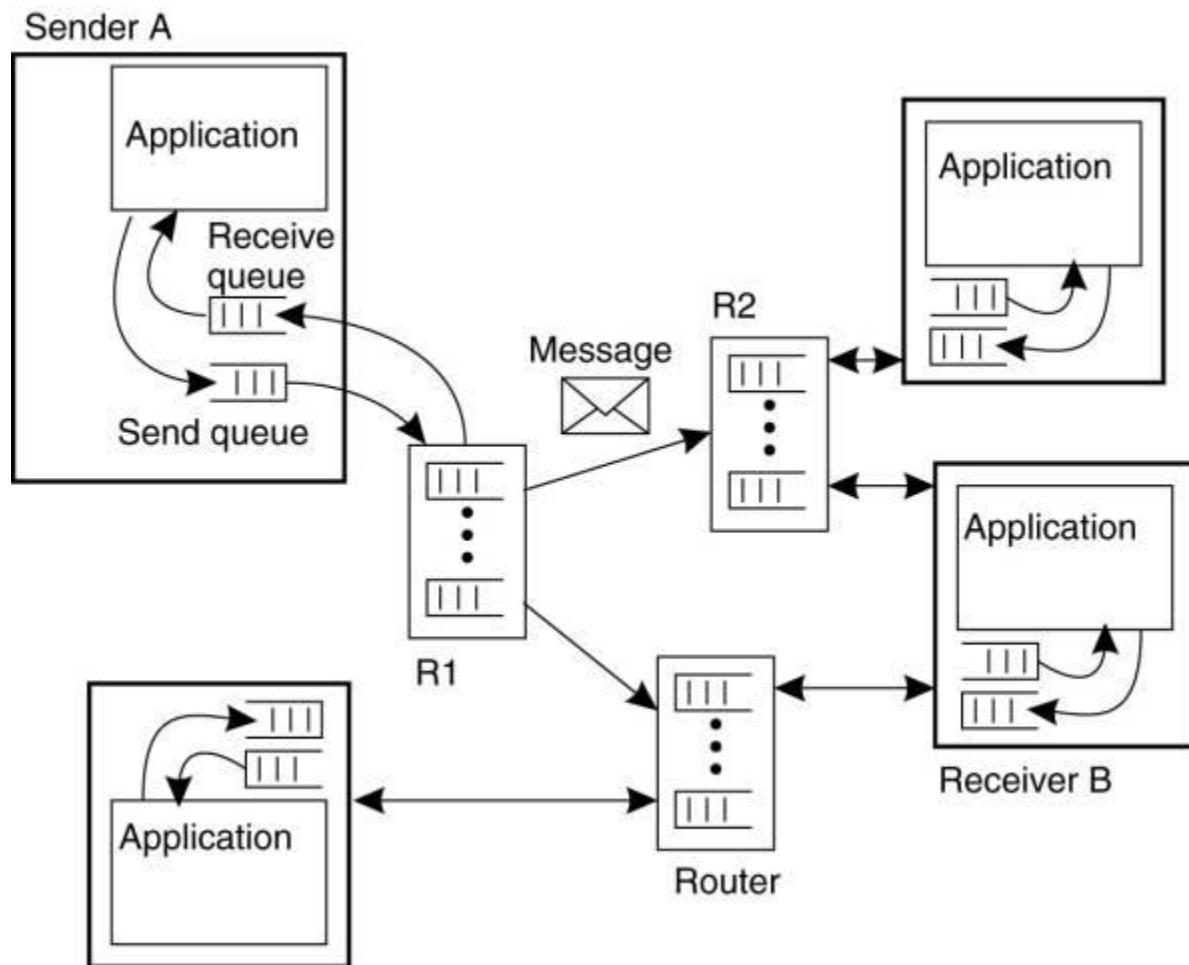 Sender A
Application
Receive
queue
Send queue
Message
R2
Application
R1
Application
Receiver B
Application
Router